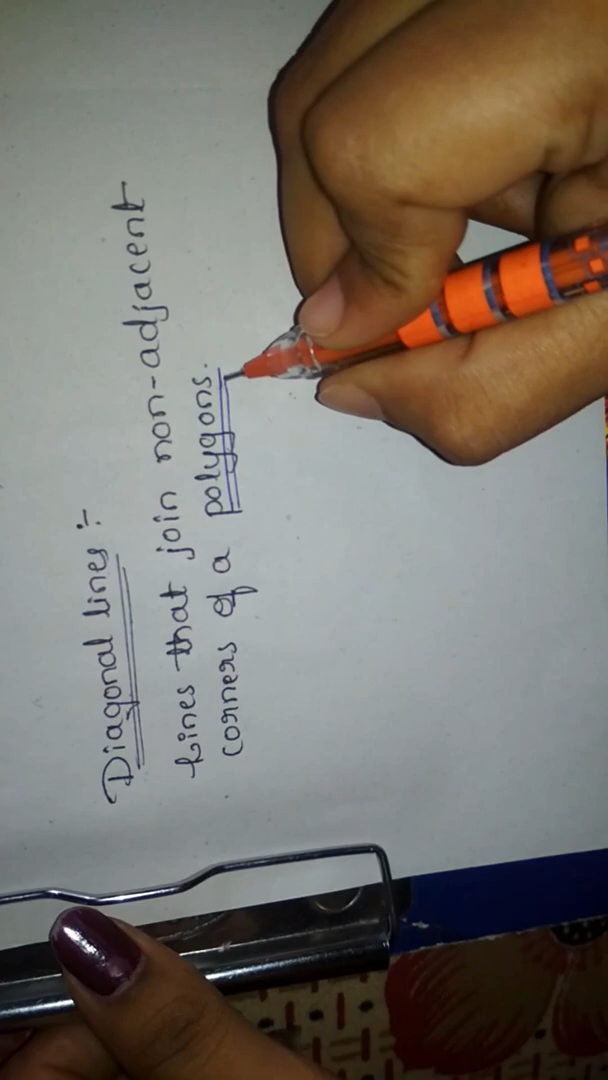 Diagonal lines :-
Lines that join non-adjacent
corners of a polygons.